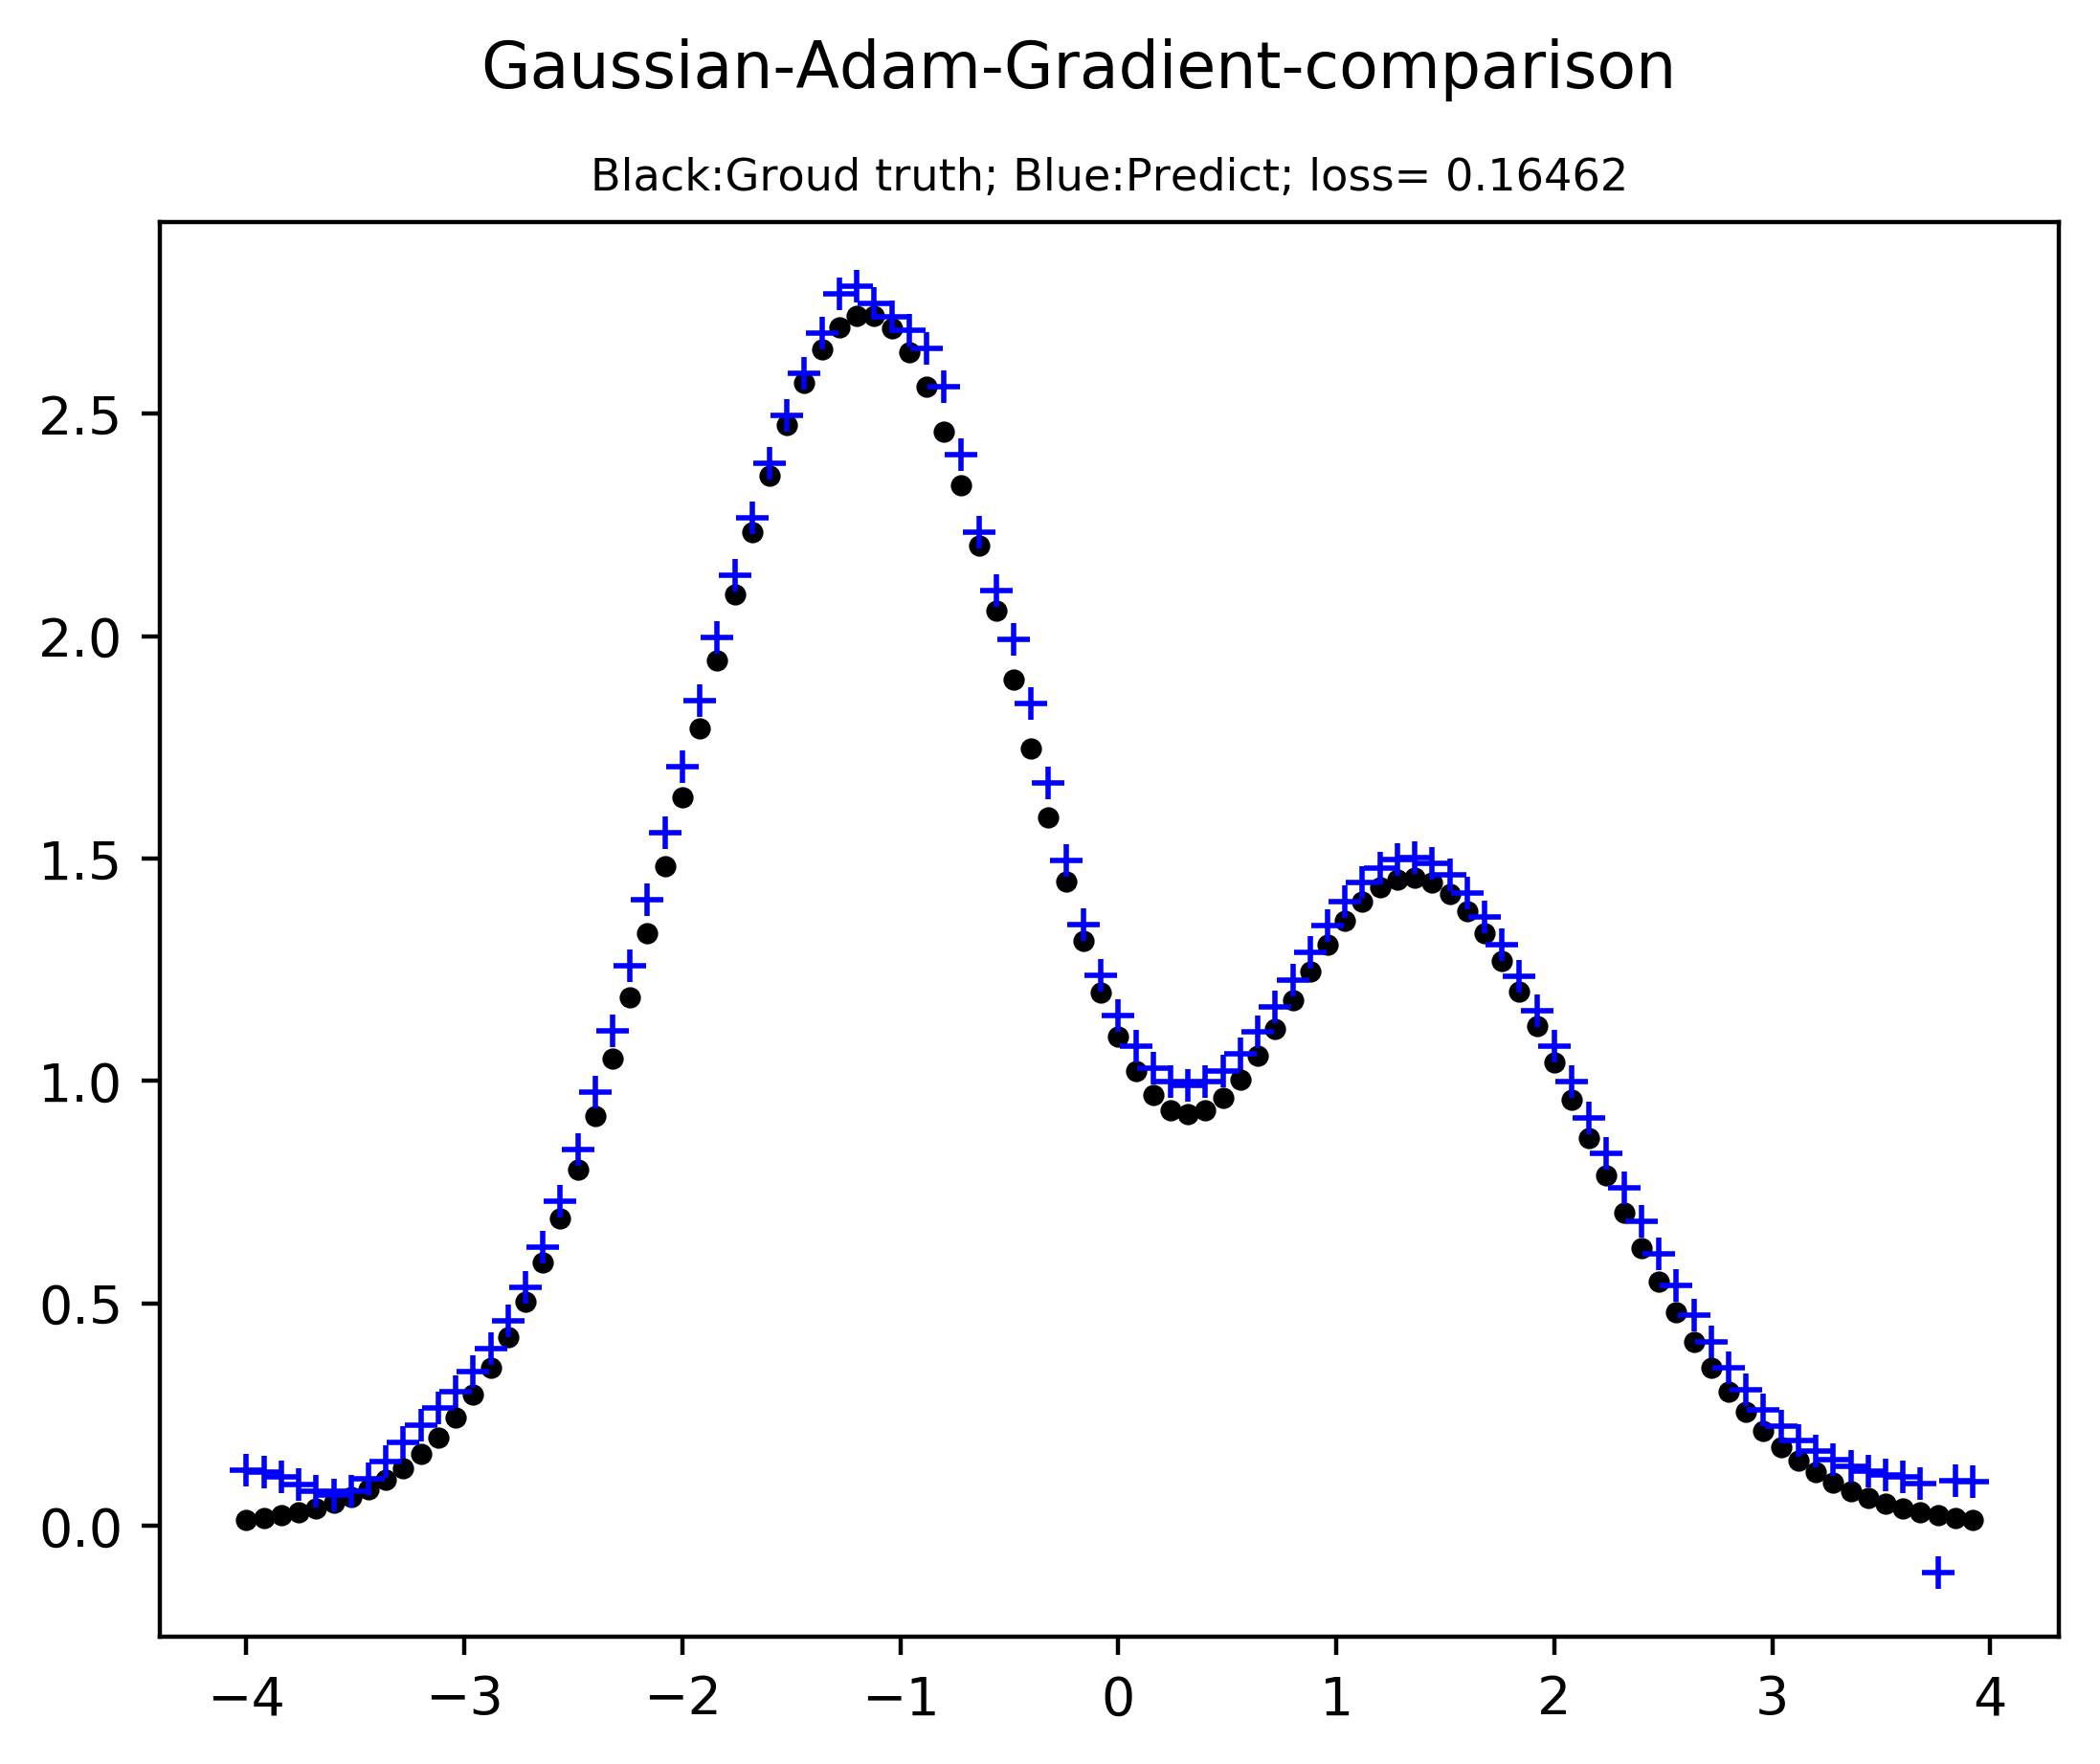 Gaussian-Adam-Gradient-comparison
Black:Groud truth; Blue:Predict; loss= 0.16462
2.5
2.0
1.5
1.0
0.5
0.0
−4 −3 −2 −1 0 1 2 3 4